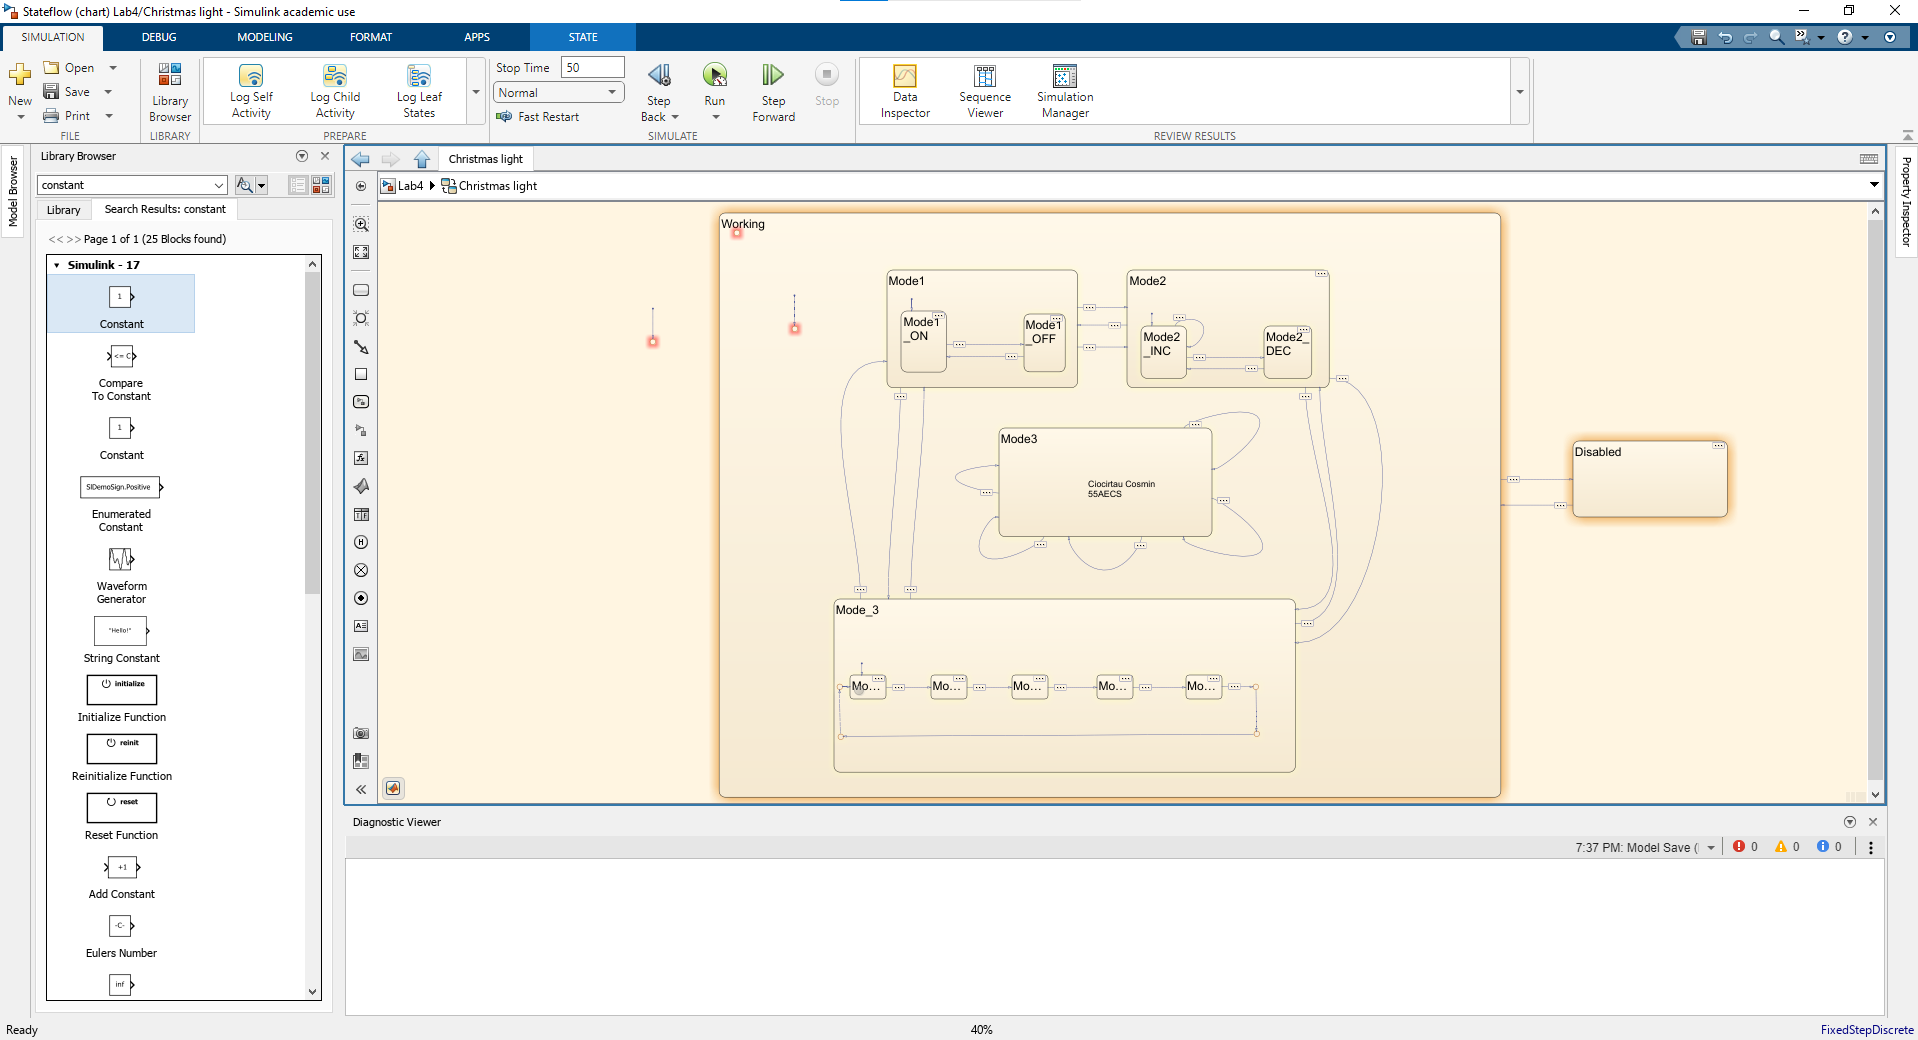 Stateflow (chart) Lab4/Christmas light - Simulink academic use
SIMULATION
DEBUG
MODELING
FORMAT
APPS
STATE
New
Open
Save
Print
FILE
Library
Browser
LIBRARY
Log Self
Activity
Log Child
Activity
Log Leaf
States
PREPARE
Stop Time 50
Normal
Fast Restart
Step
Back
Run
Step
Forward
Stop
SIMULATE
Data
Inspector
Sequence
Viewer
Simulation
Manager
REVIEW RESULTS
Model Browser
Library Browser
constant
Library
Search Results: constant
<< >> Page 1 of 1 (25 Blocks found)
Simulink - 17
1
Constant
<= C
Compare
To Constant
1
Constant
SlDemoSign.Positive
Enumerated
Constant
Waveform
Generator
"Hello!"
String Constant
initialize
Initialize Function
reinit
Reinitialize Function
reset
Reset Function
+1
Add Constant
-C-
Eulers Number
inf
Christmas light
Lab4
Christmas light
Working
Mode1
Mode1
_ON
Mode1
_OFF
Mode2
Mode2
_INC
Mode2_
DEC
Mode3
Ciocirtau Cosmin
55AECS
Disabled
Mode_3
Mo...
Mo...
Mo...
Mo...
Mo...
Property Inspector
Diagnostic Viewer
7:37 PM: Model Save (
0
0
0
Ready
40%
FixedStepDiscrete